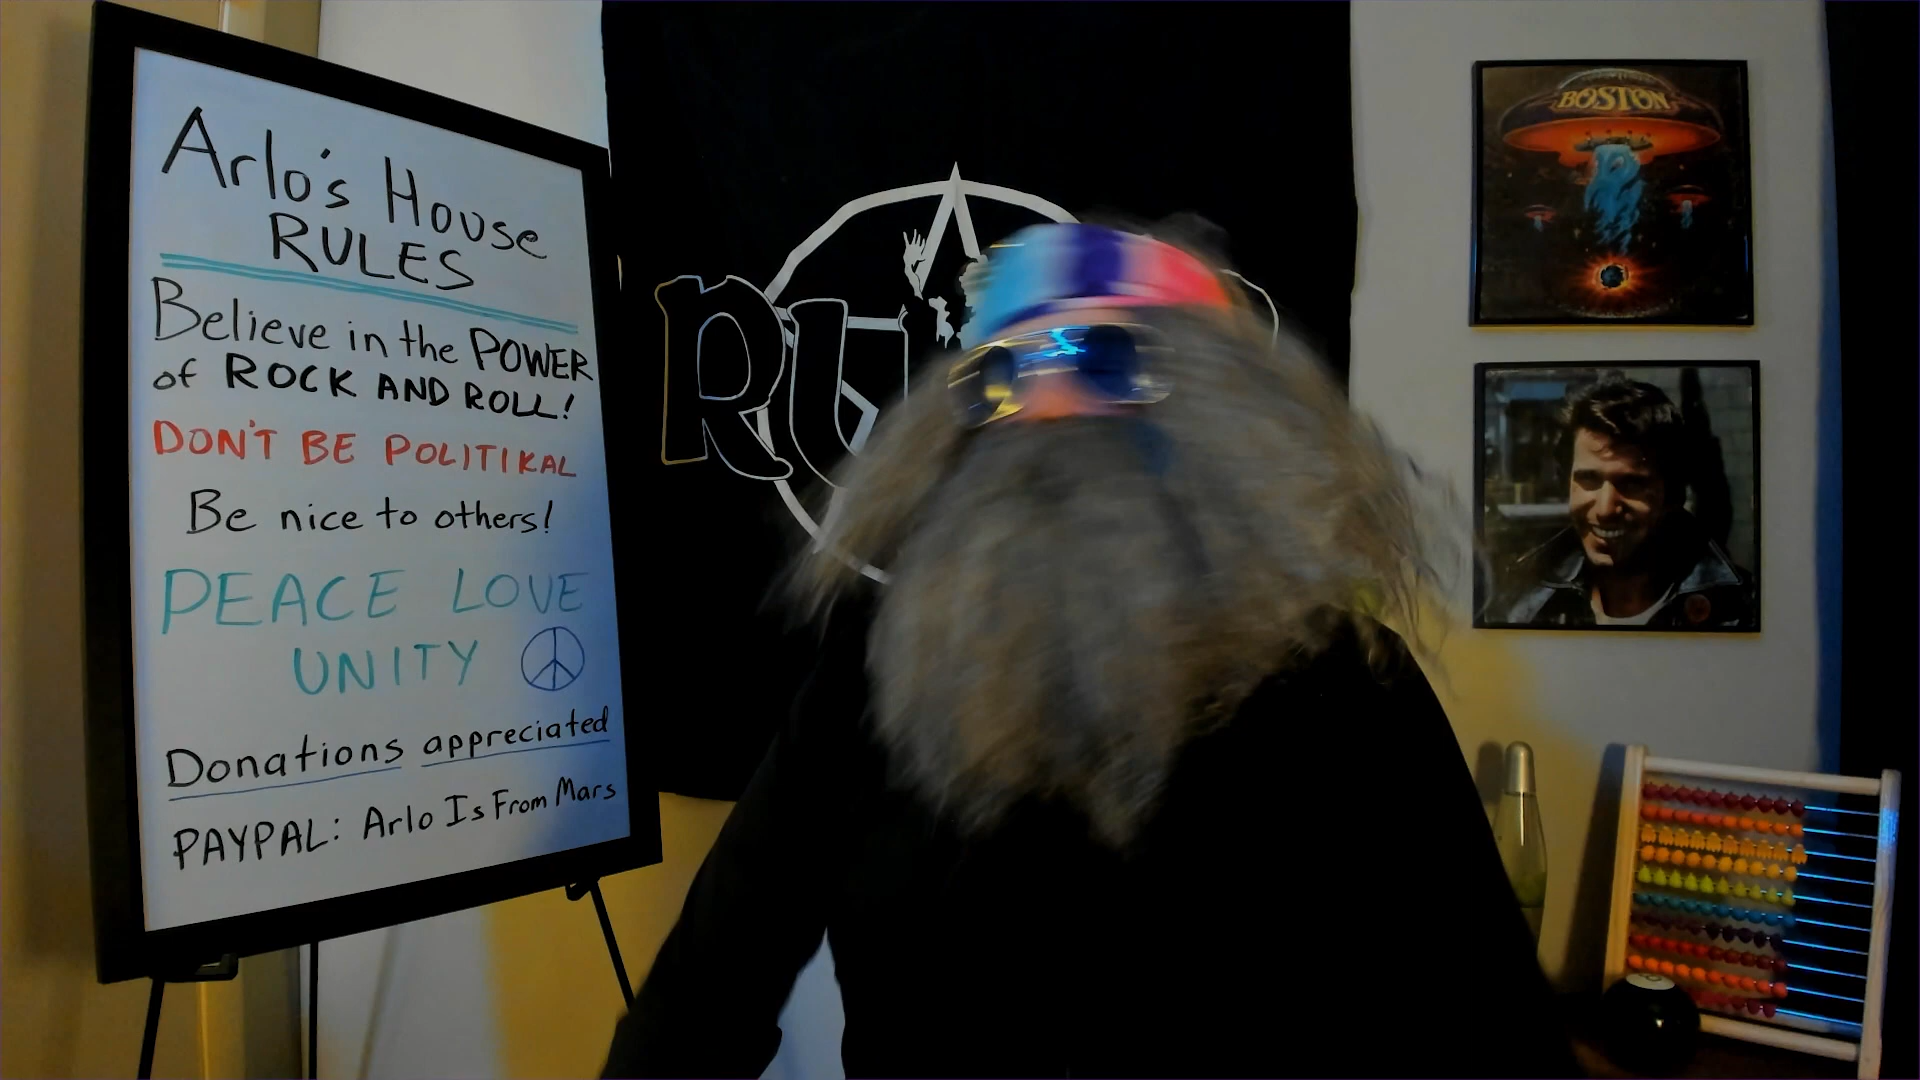 Arlo's House
RULES
Believe in the POWER
of ROCK AND ROLL!
DON'T BE POLITIKAL
Be nice to others!
PEACE LOVE
UNITY
Donations appreciated
PAYPAL: Arlo Is From Mars
RU
BOSTON